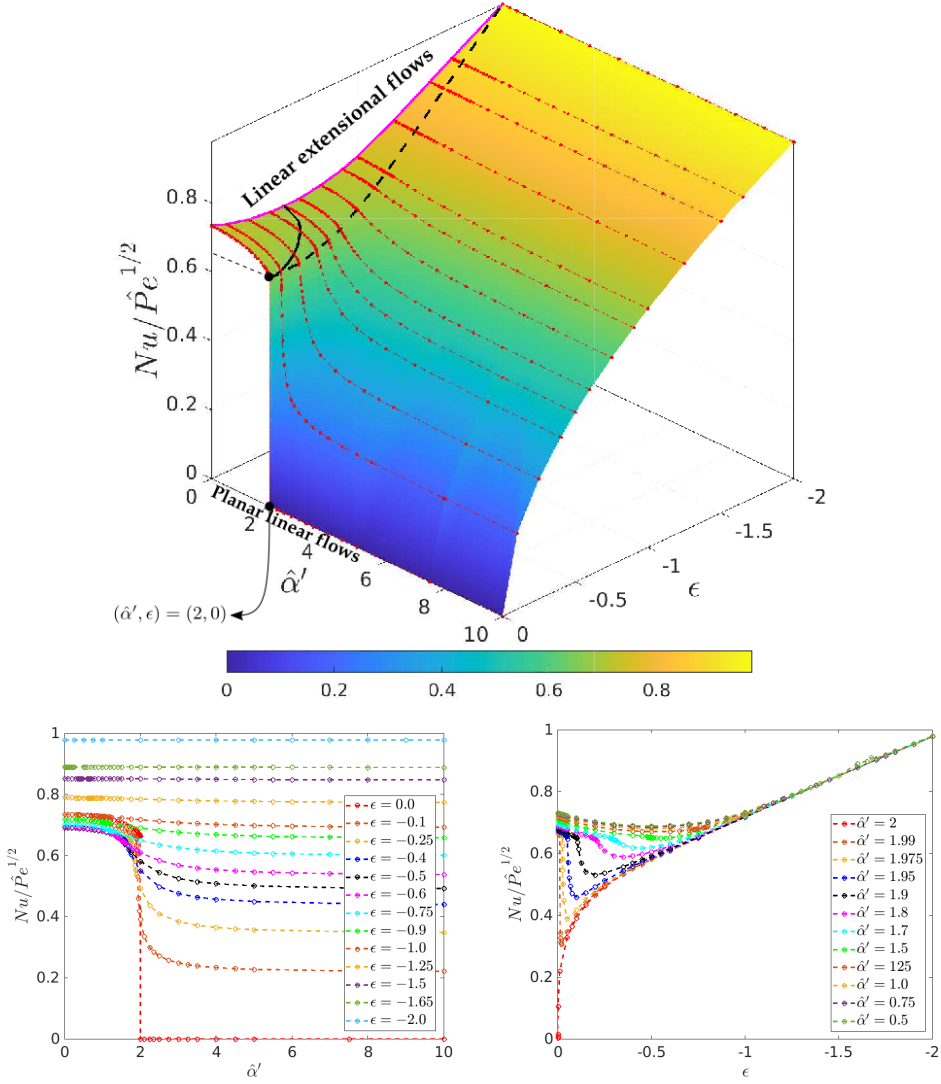 Linear extensional flows
Nu/P̂e^{1/2}
0.8
0.6
0.4
0.2
0
0
2
4
6
8
10
Planar linear flows
α̂′
(α̂′, ϵ) = (2, 0)
0
-0.5
-1
-1.5
-2
ϵ
0
0.2
0.4
0.6
0.8
Nu/P̂e^{1/2}
1
0.8
0.6
0.4
0.2
0
0
2
4
6
8
10
α̂′
ϵ = 0.0
ϵ = −0.1
ϵ = −0.25
ϵ = −0.4
ϵ = −0.5
ϵ = −0.6
ϵ = −0.75
ϵ = −0.9
ϵ = −1.0
ϵ = −1.25
ϵ = −1.5
ϵ = −1.65
ϵ = −2.0
Nu/P̂e^{1/2}
1
0.8
0.6
0.4
0.2
0
0
-0.5
-1
-1.5
-2
ϵ
α̂′ = 2
α̂′ = 1.99
α̂′ = 1.975
α̂′ = 1.95
α̂′ = 1.9
α̂′ = 1.8
α̂′ = 1.7
α̂′ = 1.5
α̂′ = 125
α̂′ = 1.0
α̂′ = 0.75
α̂′ = 0.5